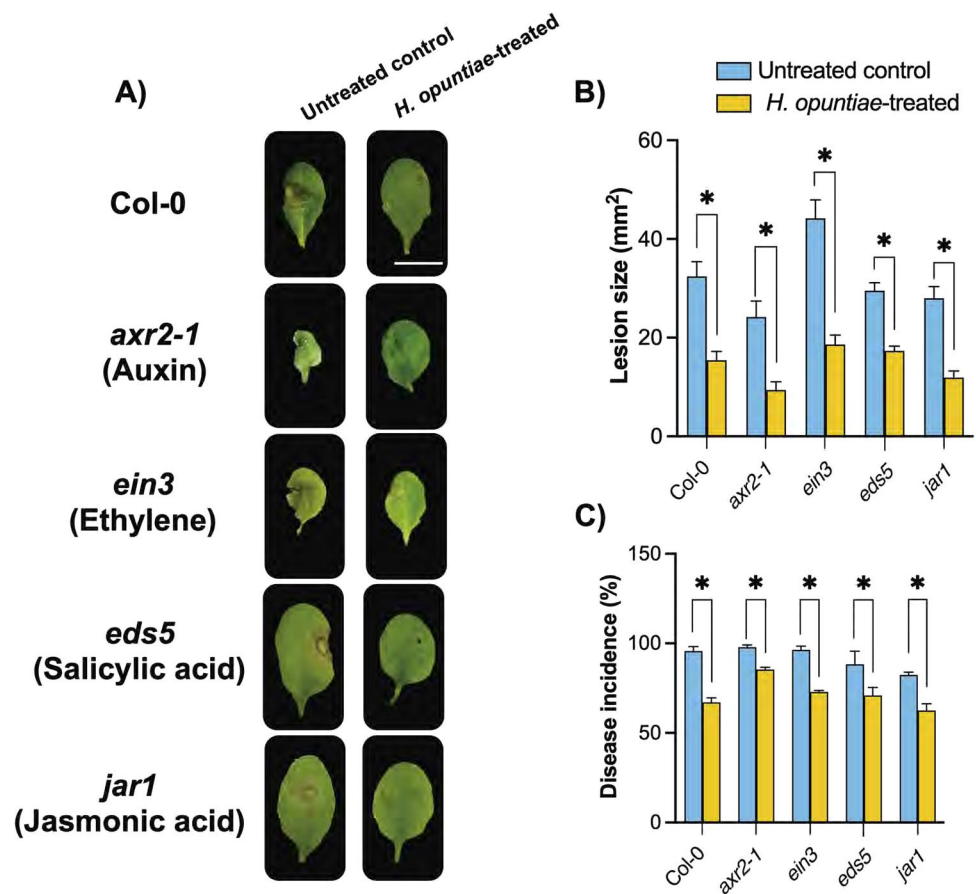 A)
Untreated control
H. opuntiae-treated
Col-0
axr2-1
(Auxin)
ein3
(Ethylene)
eds5
(Salicylic acid)
jar1
(Jasmonic acid)
Untreated control
H. opuntiae-treated
B)
Lesion size (mm²)
60
40
20
0
*
*
*
*
*
Col-0
axr2-1
ein3
eds5
jar1
C)
Disease incidence (%)
150
100
50
0
*
*
*
*
*
Col-0
axr2-1
ein3
eds5
jar1